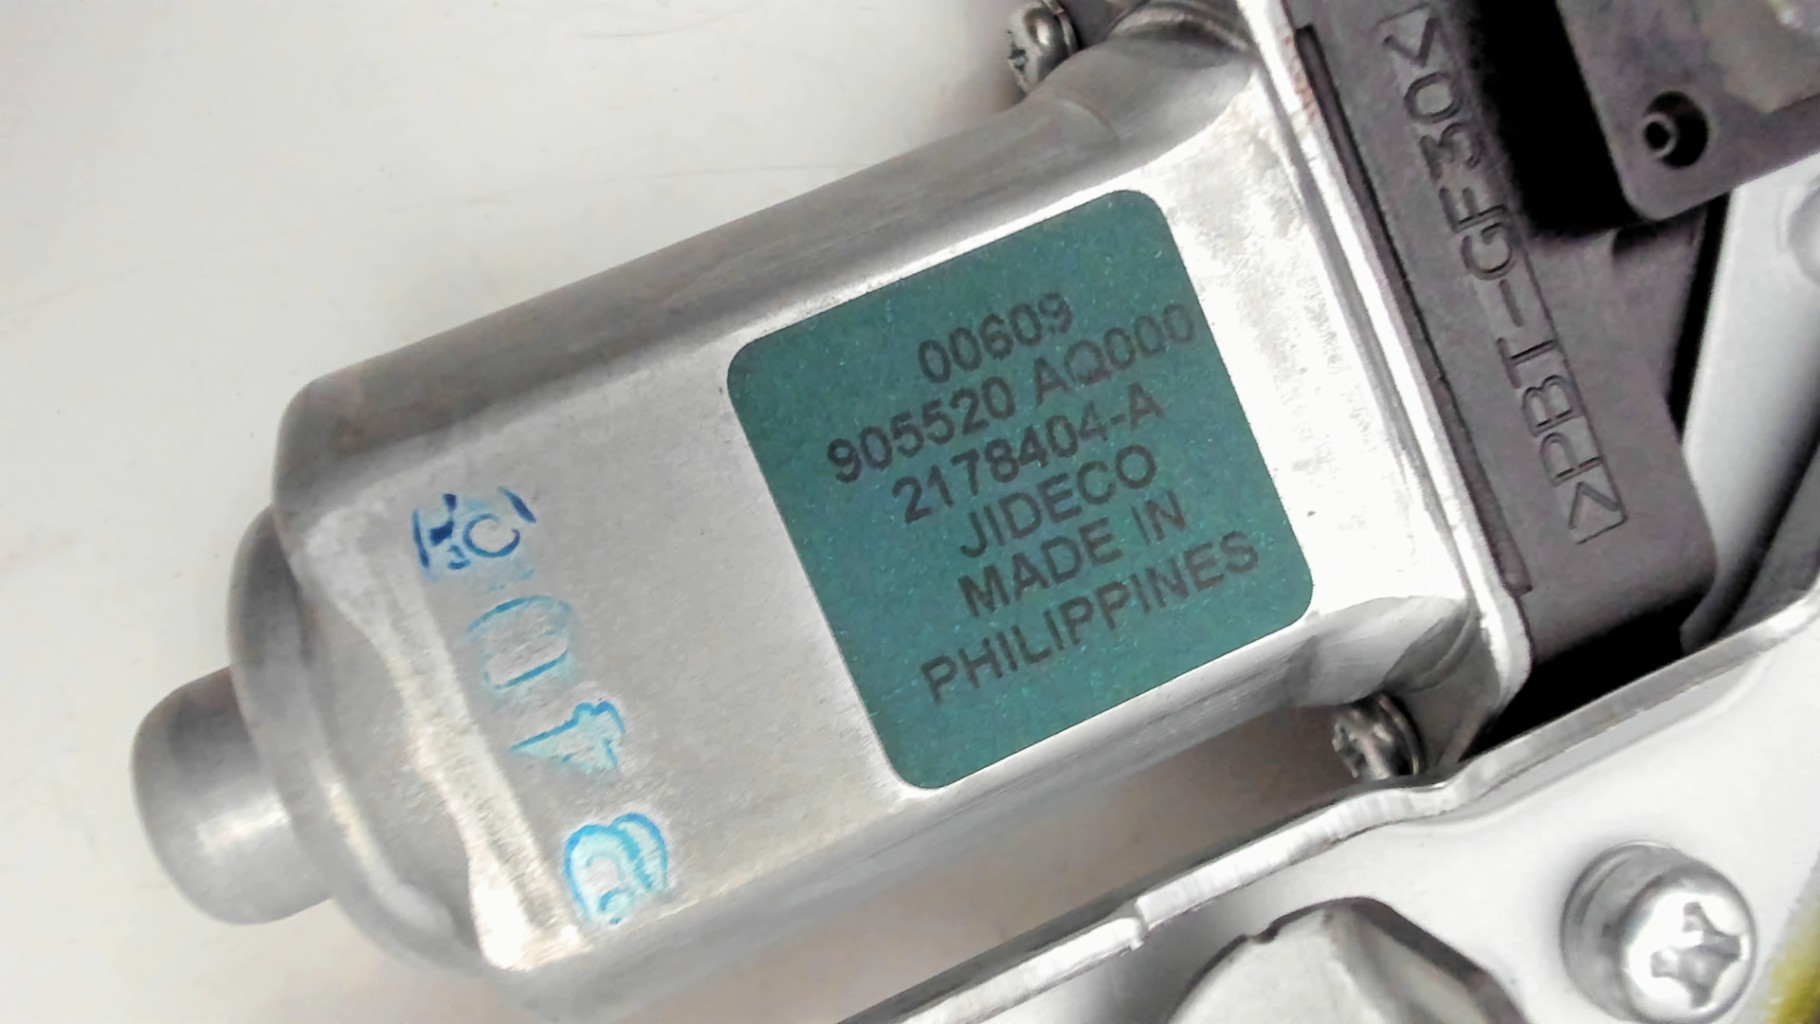 00609
905520 AQ000
2178404-A
JIDECO
MADE IN
PHILIPPINES
>PBT-GF30<